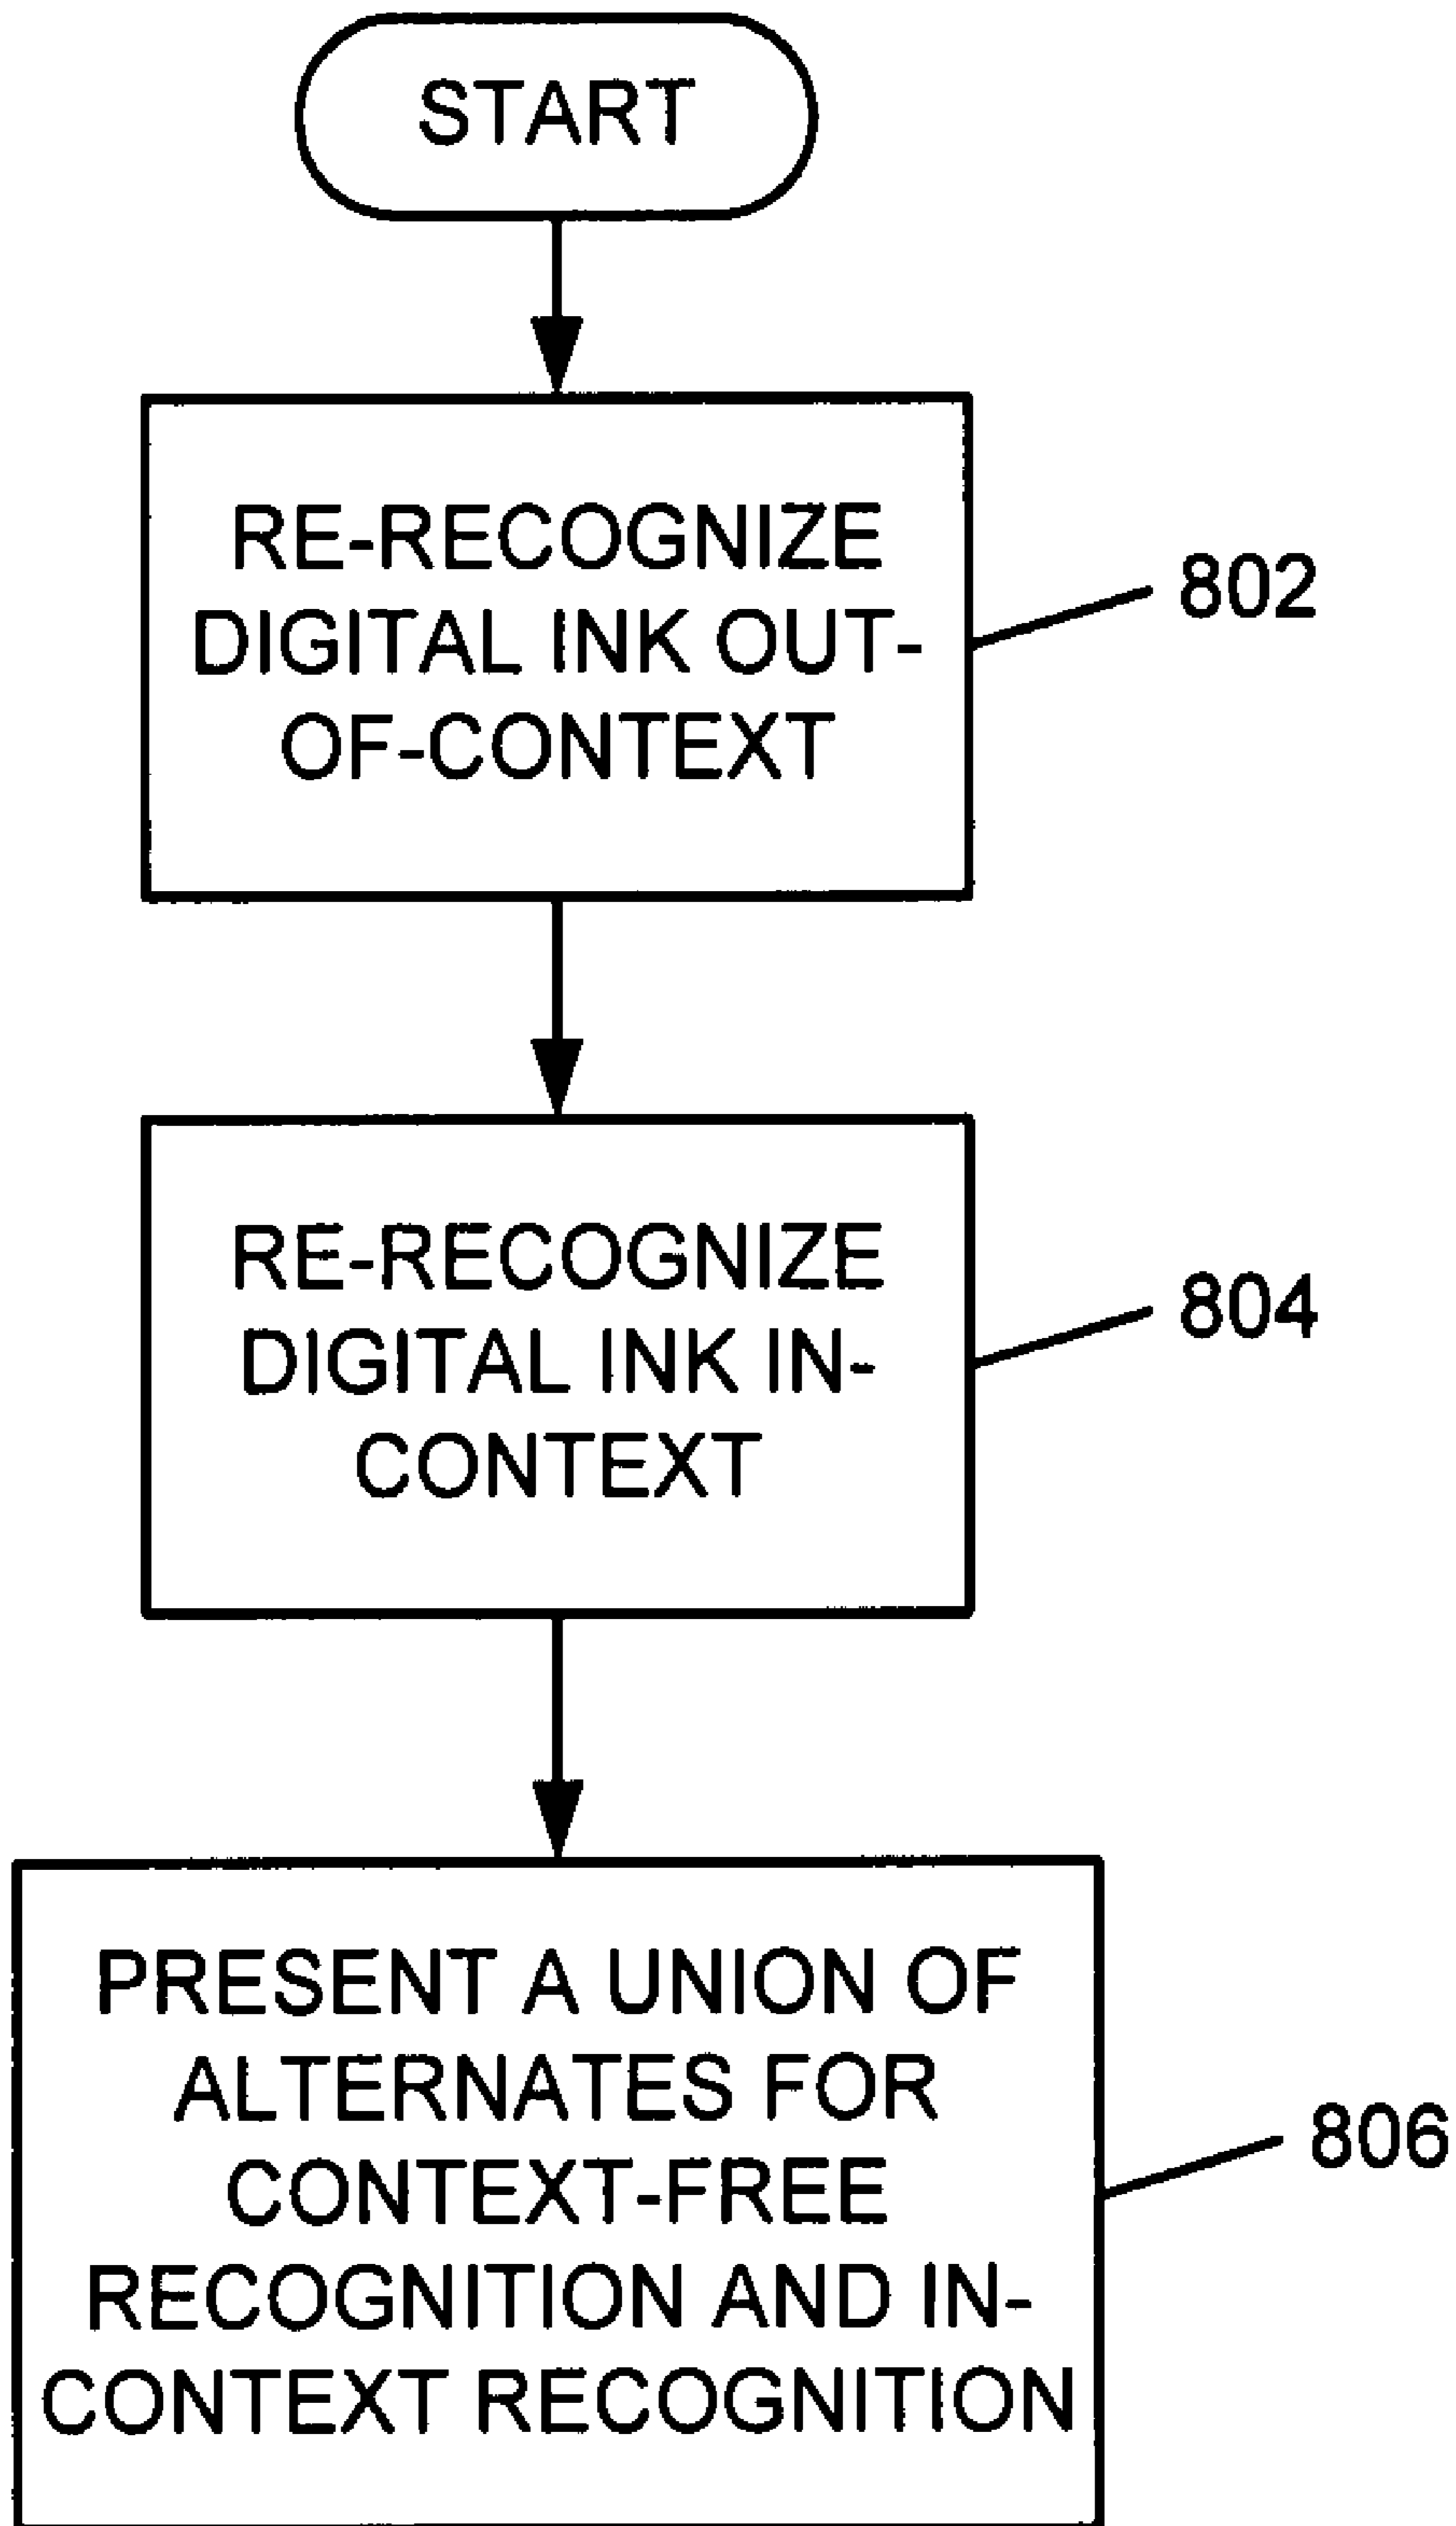 START
RE-RECOGNIZE
DIGITAL INK OUT-
OF-CONTEXT
802
RE-RECOGNIZE
DIGITAL INK IN-
CONTEXT
804
PRESENT A UNION OF
ALTERNATES FOR
CONTEXT-FREE
RECOGNITION AND IN-
CONTEXT RECOGNITION
806